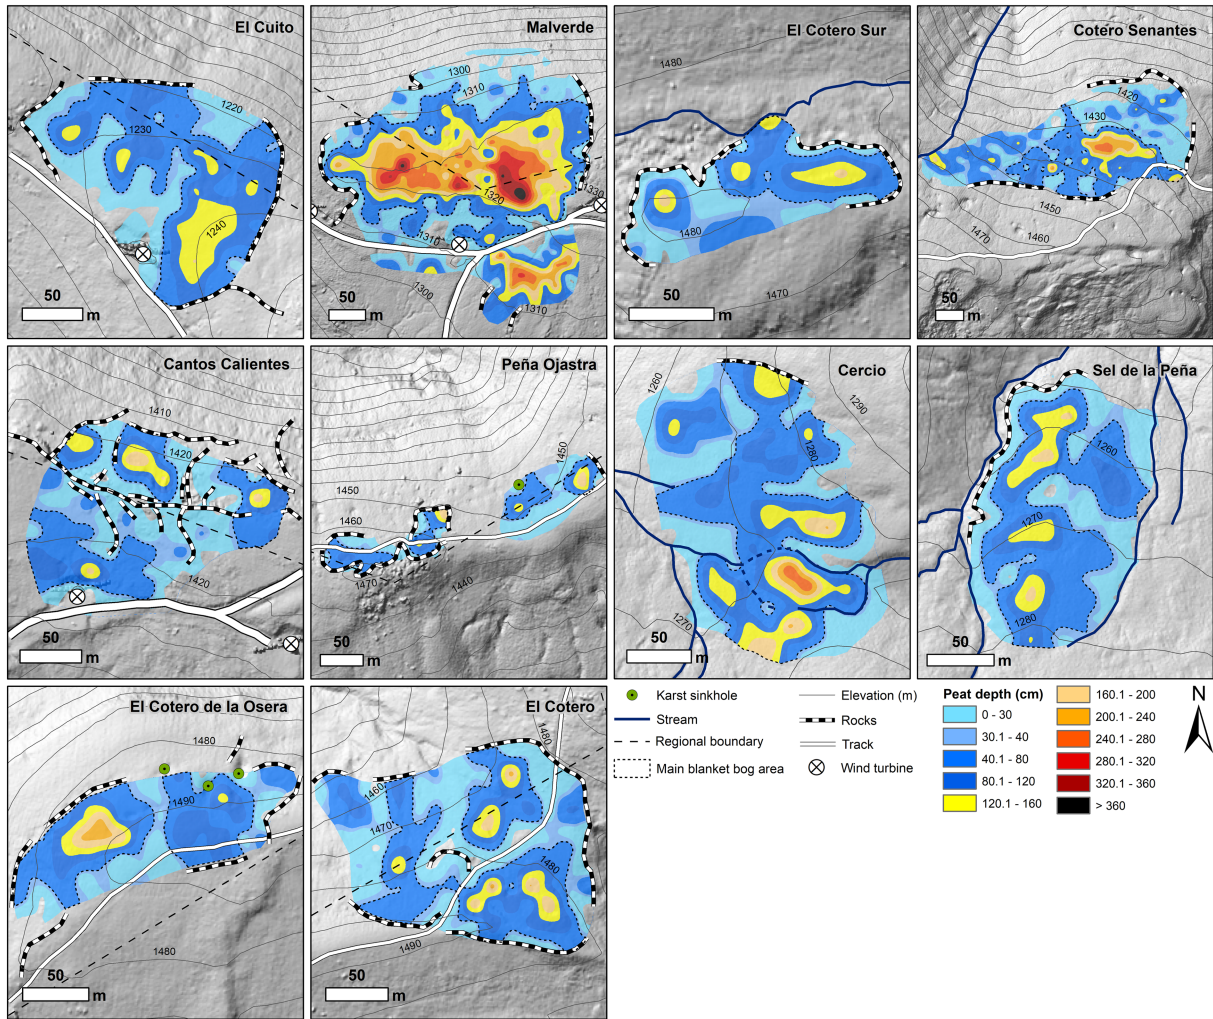 El Cuito
1220
1230
1240
50
m
Malverde
1300
1310
1320
1330
1310
1300
1310
50
m
El Cotero Sur
1480
1480
1470
50
m
Cotero Senantes
1420
1430
1450
1460
1470
50
m
Cantos Calientes
1410
1420
1420
50
m
Peña Ojastra
1450
1450
1460
1470
1440
50
m
Cercio
1260
1290
1280
1270
50
m
Sel de la Peña
1260
1270
1280
50
m
El Cotero de la Osera
1480
1490
1480
50
m
El Cotero
1480
1460
1470
1480
1490
50
m
Karst sinkhole
Stream
Regional boundary
Main blanket bog area
Elevation (m)
Rocks
Track
Wind turbine
Peat depth (cm)
0 - 30
30.1 - 40
40.1 - 80
80.1 - 120
120.1 - 160
160.1 - 200
200.1 - 240
240.1 - 280
280.1 - 320
320.1 - 360
> 360
N